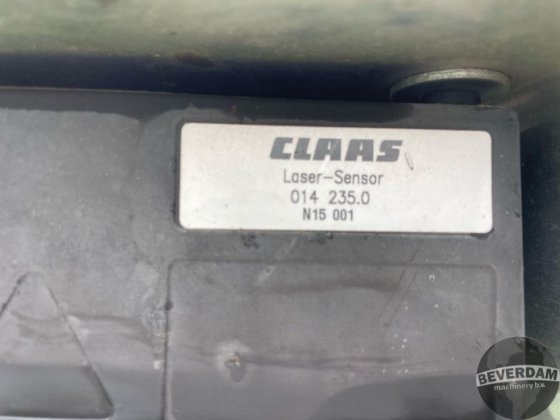 CLAAS
Laser-Sensor
014 235.0
N15 001
BEVERDAM
machinery b.v.